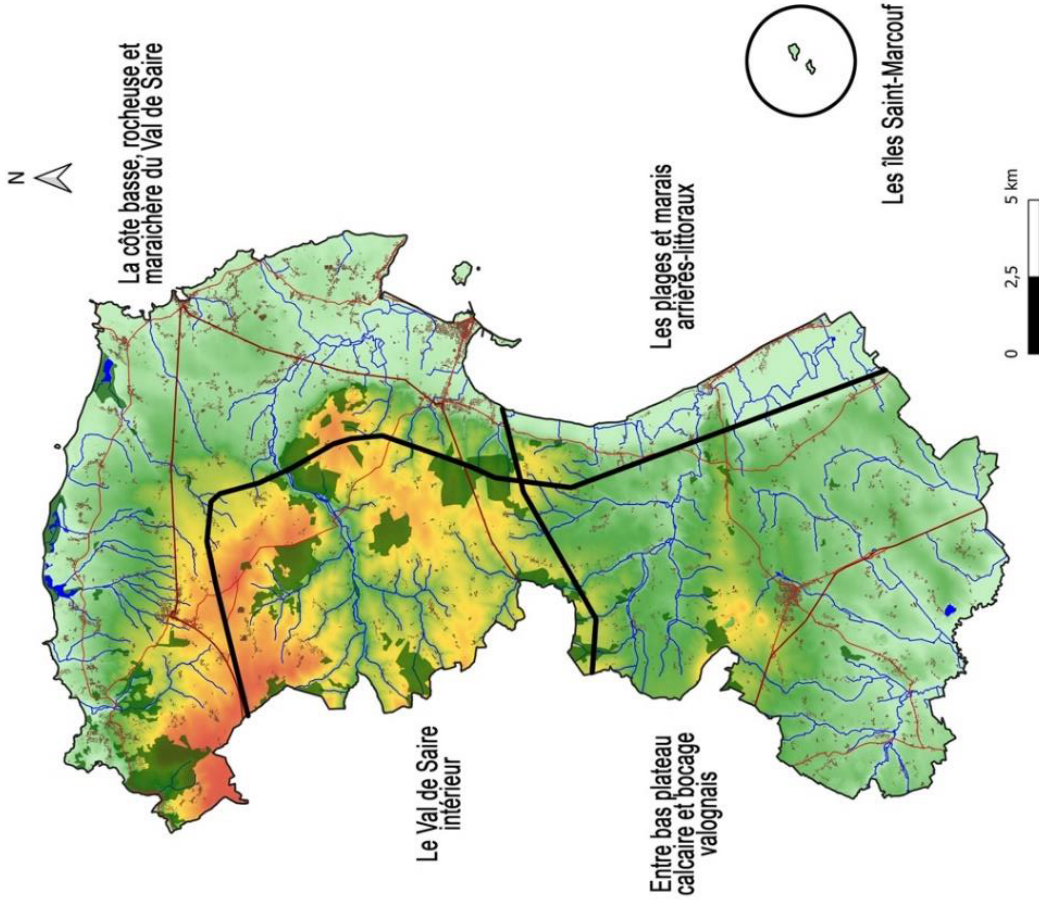 N
La côte basse, rocheuse et
maraichère du Val de Saire
Les plages et marais
arrières-littoraux
Les îles Saint-Marcouf
Le Val de Saire
intérieur
Entre bas plateau
calcaire et bocage
valognais
0 2,5 5 km